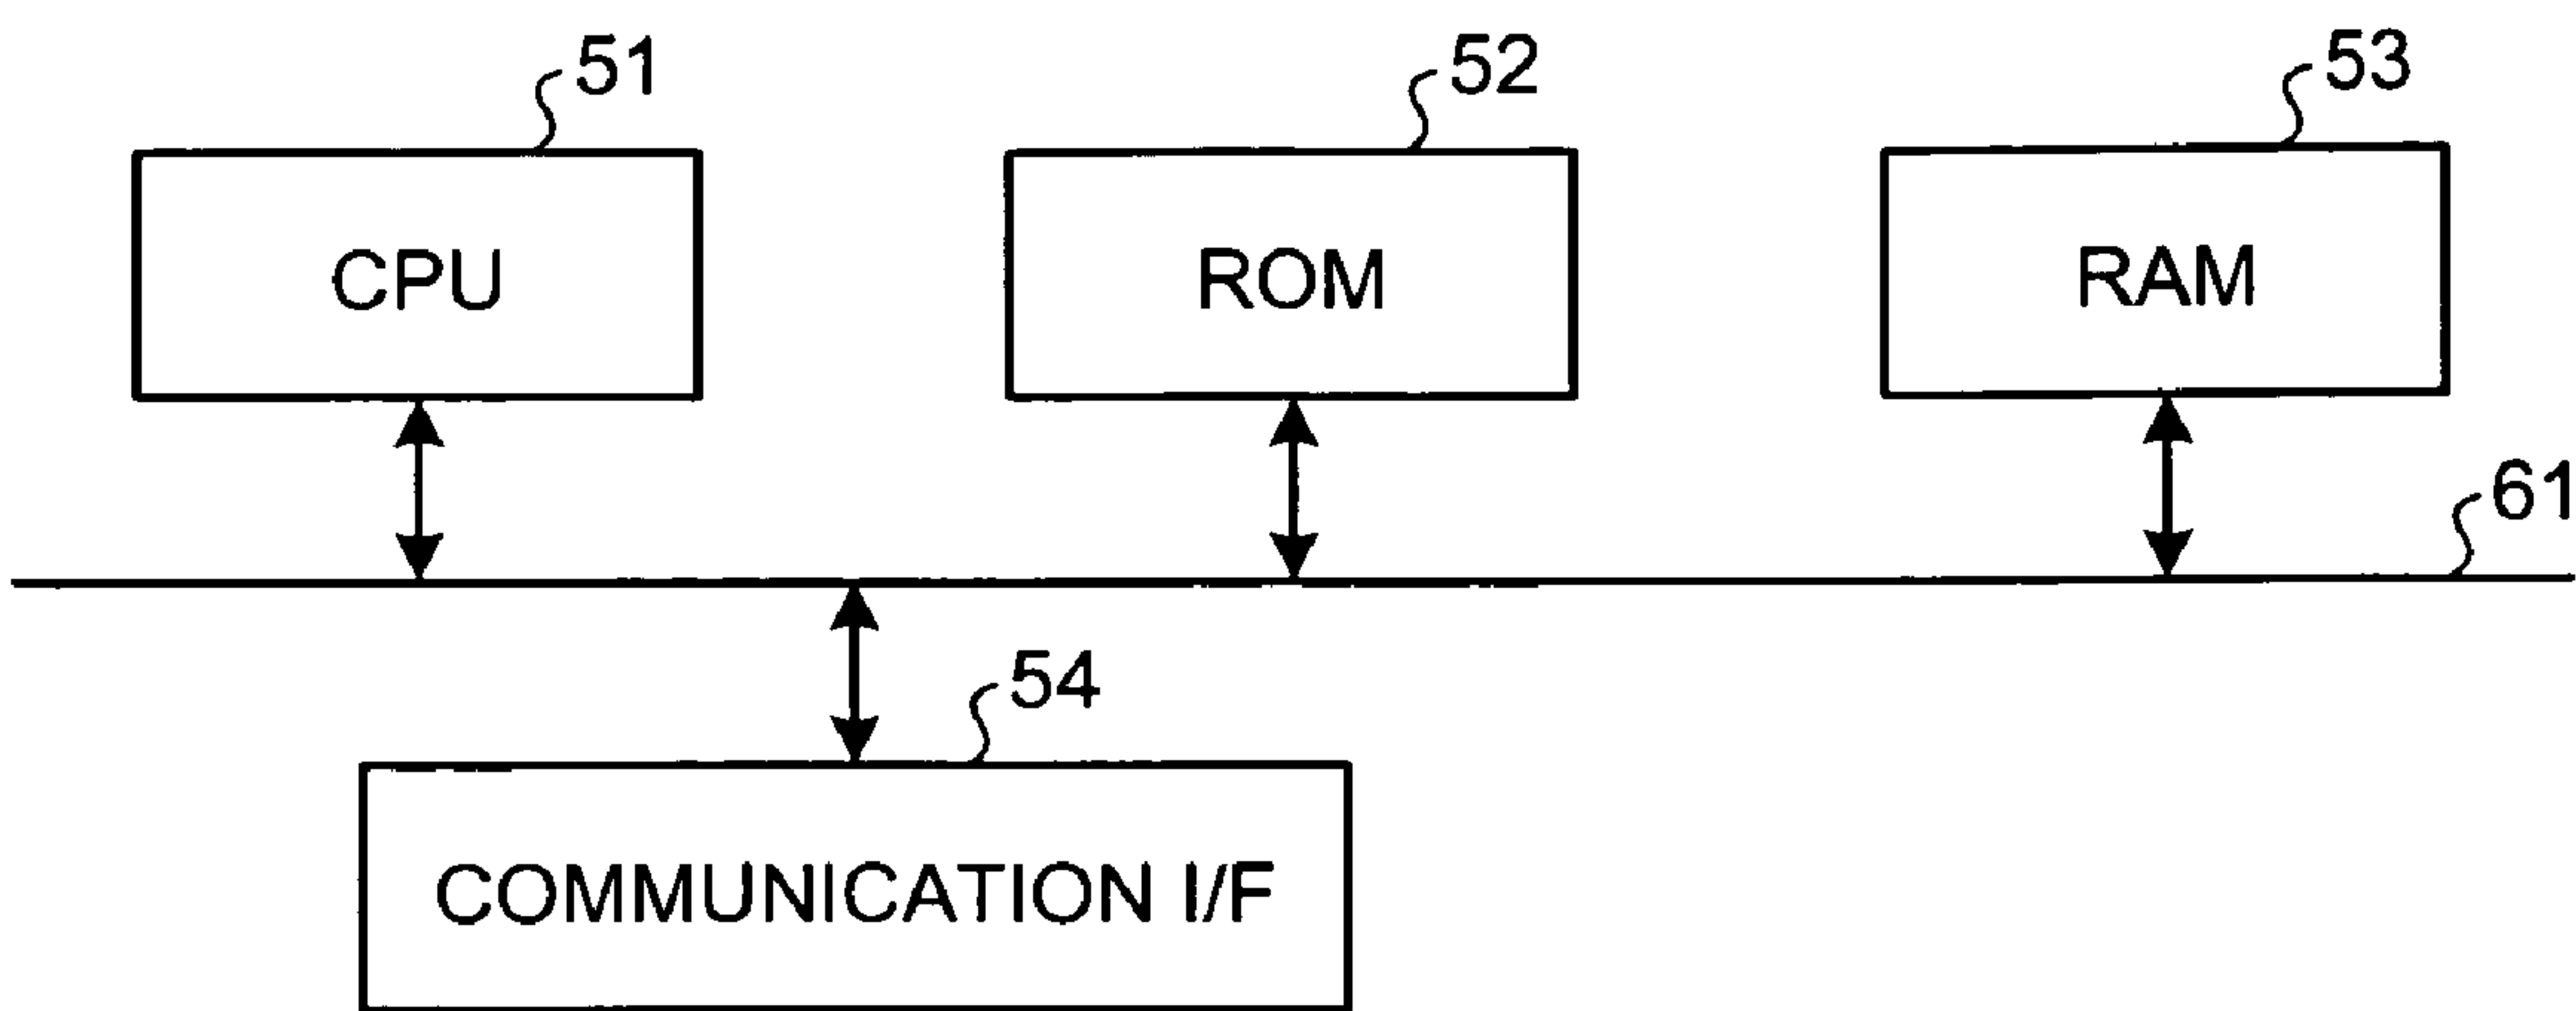 51
52
53
CPU
ROM
RAM
61
54
COMMUNICATION I/F